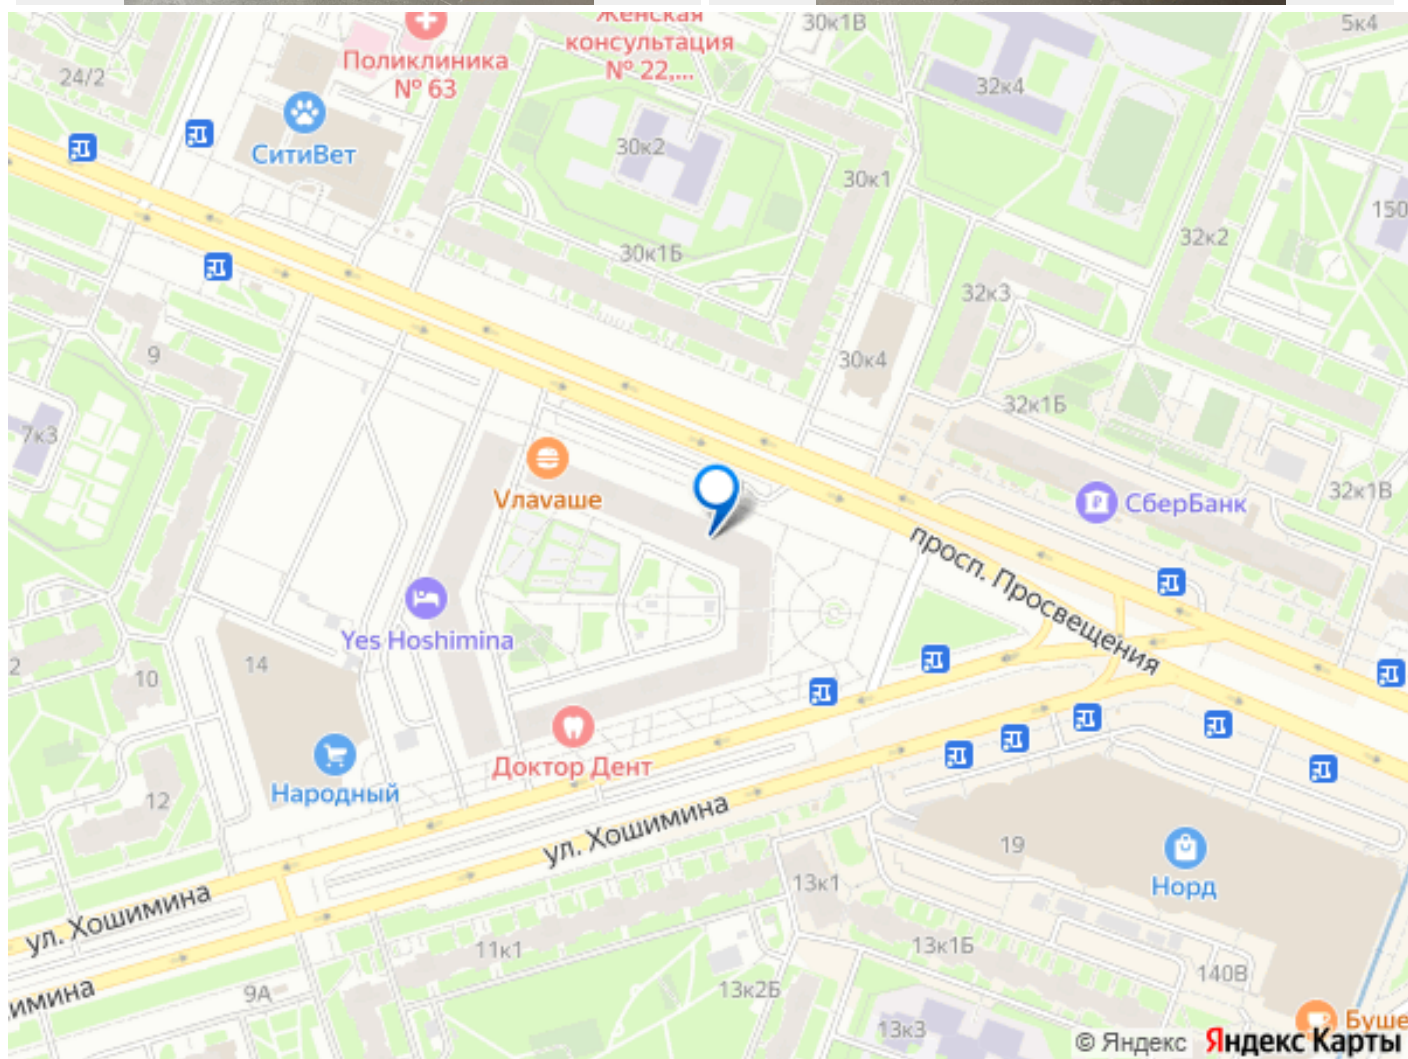 30к1В
5к4
Женская
консультация
№ 22,...
Поликлиника
№ 63
24/2
32к4
СитиВет
30к2
30к1
150
32к2
30к1Б
32к3
9
30к4
32к1Б
7к3
32к1В
Vлаvаше
СберБанк
просп. Просвещения
Yes Hoshimina
2
14
10
Доктор Дент
Народный
12
ул. Хошимина
19
Норд
13к1
ул. Хошимина
11к1
13к1Б
140В
имина
9А
13к2Б
13к3
Буше
© Яндекс Яндекс Карты